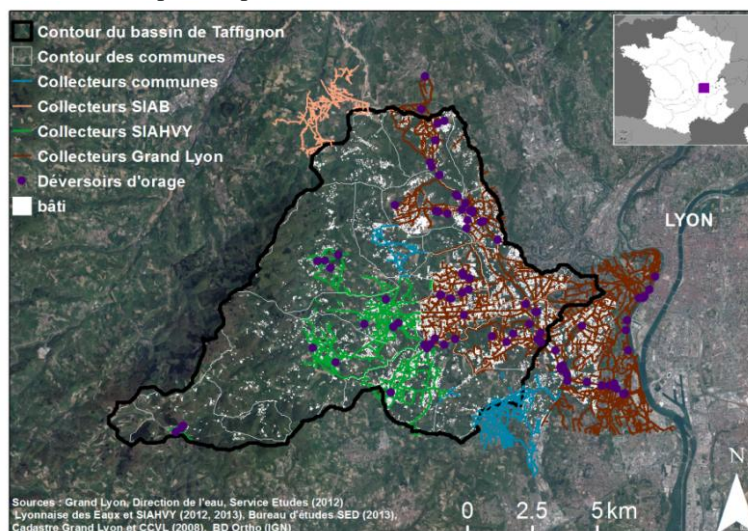 Contour du bassin de Taffignon
Contour des communes
Collecteurs communes
Collecteurs SIAB
Collecteurs SIAHVY
Collecteurs Grand Lyon
Déversoirs d'orage
bâti
LYON
N
0 2.5 5 km
Sources : Grand Lyon, Direction de l'eau, Service Etudes (2012)
Lyonnaise des Eaux et SIAHVY (2012, 2013), Bureau d'études SED (2013),
Cadastre Grand Lyon et CCVL (2008), BD Ortho (IGN)